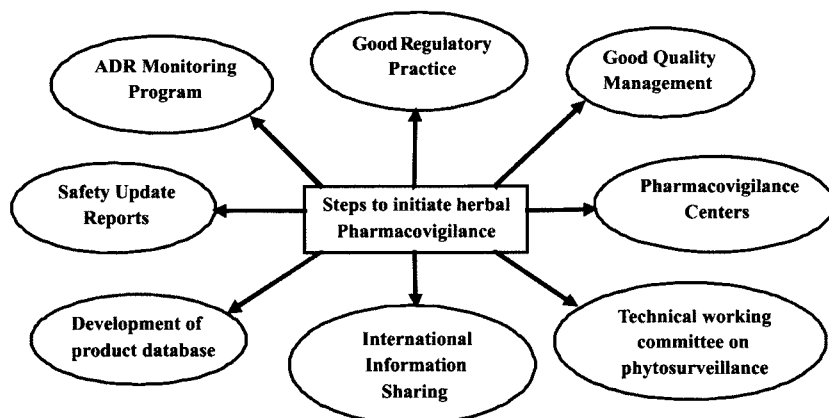 ADR Monitoring
Program
Good Regulatory
Practice
Good Quality
Management
Safety Update
Reports
Steps to initiate herbal
Pharmacovigilance
Pharmacovigilance
Centers
Development of
product database
International
Information
Sharing
Technical working
committee on
phytosurveillance